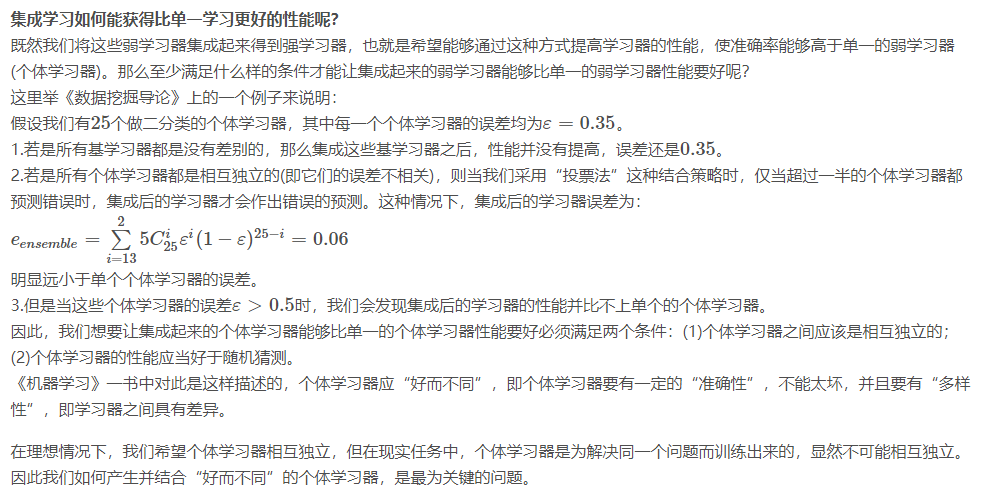 集成学习如何能获得比单一学习更好的性能呢？
既然我们将这些弱学习器集成起来得到强学习器，也就是希望能够通过这种方式提高学习器的性能，使准确率能够高于单一的弱学习器
(个体学习器)。那么至少满足什么样的条件才能让集成起来的弱学习器能够比单一的弱学习器性能要好呢？
这里举《数据挖掘导论》上的一个例子来说明：
假设我们有25个做二分类的个体学习器，其中每一个个体学习器的误差均为ε = 0.35。
1.若是所有基学习器都是没有差别的，那么集成这些基学习器之后，性能并没有提高，误差还是0.35。
2.若是所有个体学习器都是相互独立的(即它们的误差不相关)，则当我们采用“投票法”这种结合策略时，仅当超过一半的个体学习器都
预测错误时，集成后的学习器才会作出错误的预测。这种情况下，集成后的学习器误差为：
e_{ensemble} = \sum_{i=13}^{2} 5C_{25}^{i} ε^{i} (1 − ε)^{25−i} = 0.06
明显远小于单个个体学习器的误差。
3.但是当这些个体学习器的误差ε > 0.5时，我们会发现集成后的学习器的性能并比不上单个的个体学习器。
因此，我们想要让集成起来的个体学习器能够比单一的个体学习器性能要好必须满足两个条件：(1)个体学习器之间应该是相互独立的；
(2)个体学习器的性能应当好于随机猜测。
《机器学习》一书中对此是这样描述的，个体学习器应“好而不同”，即个体学习器要有一定的“准确性”，不能太坏，并且要有“多样
性”，即学习器之间具有差异。
在理想情况下，我们希望个体学习器相互独立，但在现实任务中，个体学习器是为解决同一个问题而训练出来的，显然不可能相互独立。
因此我们如何产生并结合“好而不同”的个体学习器，是最为关键的问题。